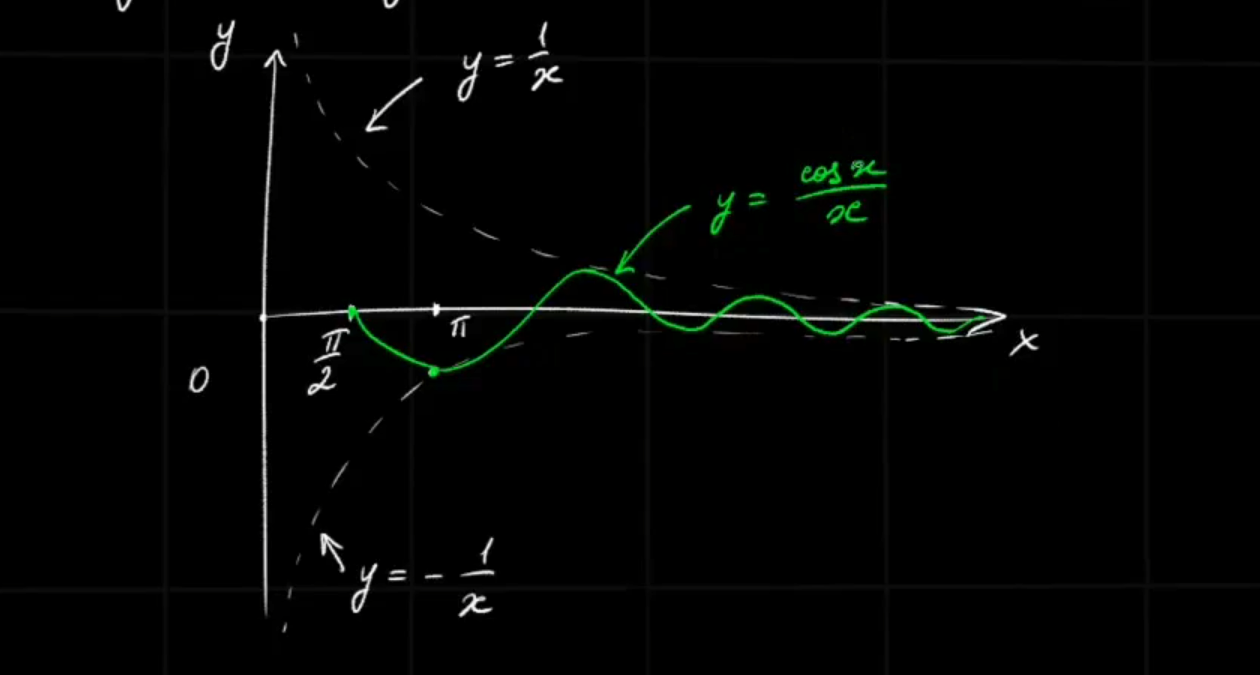 y
y = 1/x
y = cos x/x
π/2
π
x
0
y = - 1/x